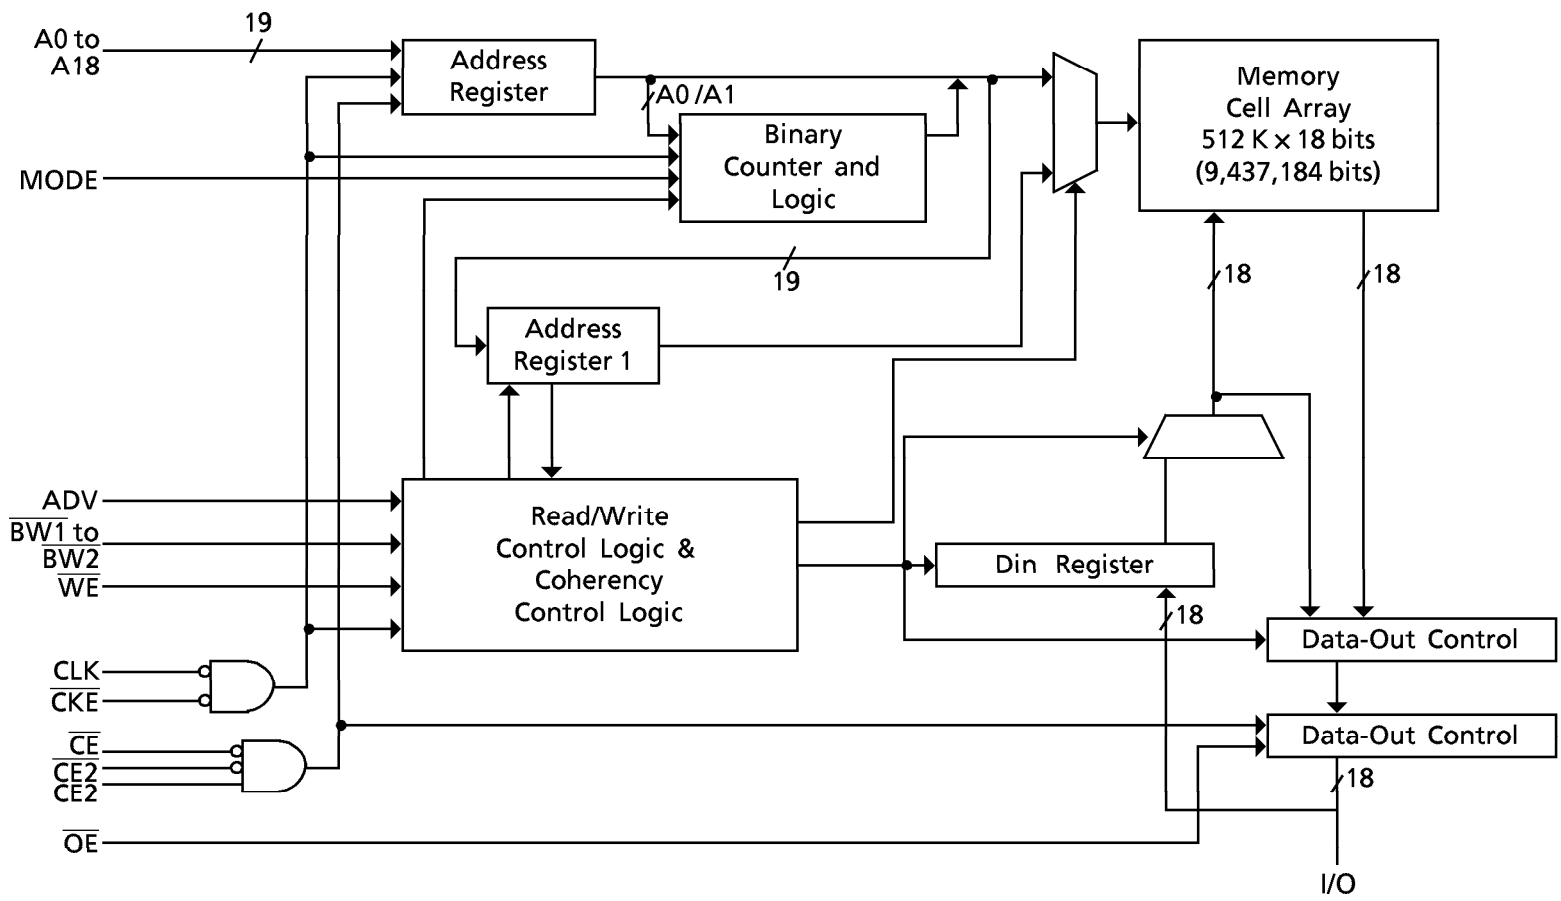 19
A0 to
A18
Address
Register
A0 /A1
Memory
Cell Array
512 K x 18 bits
(9,437,184 bits)
Binary
Counter and
Logic
MODE
19
18
18
Address
Register 1
ADV
BW1 to
BW2
WE
Read/Write
Control Logic &
Coherency
Control Logic
Din Register
18
Data-Out Control
CLK
CKE
CE
CE2
CE2
Data-Out Control
18
OE
I/O